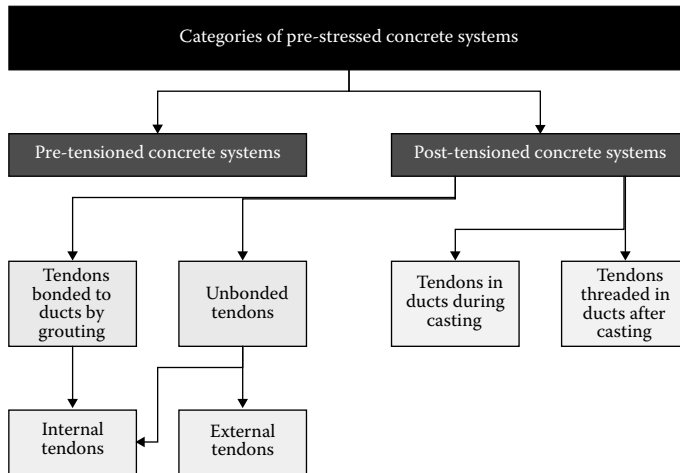 Categories of pre-stressed concrete systems
Pre-tensioned concrete systems
Post-tensioned concrete systems
Tendons
bonded to
ducts by
grouting
Unbonded
tendons
Tendons in
ducts during
casting
Tendons
threaded in
ducts after
casting
Internal
tendons
External
tendons